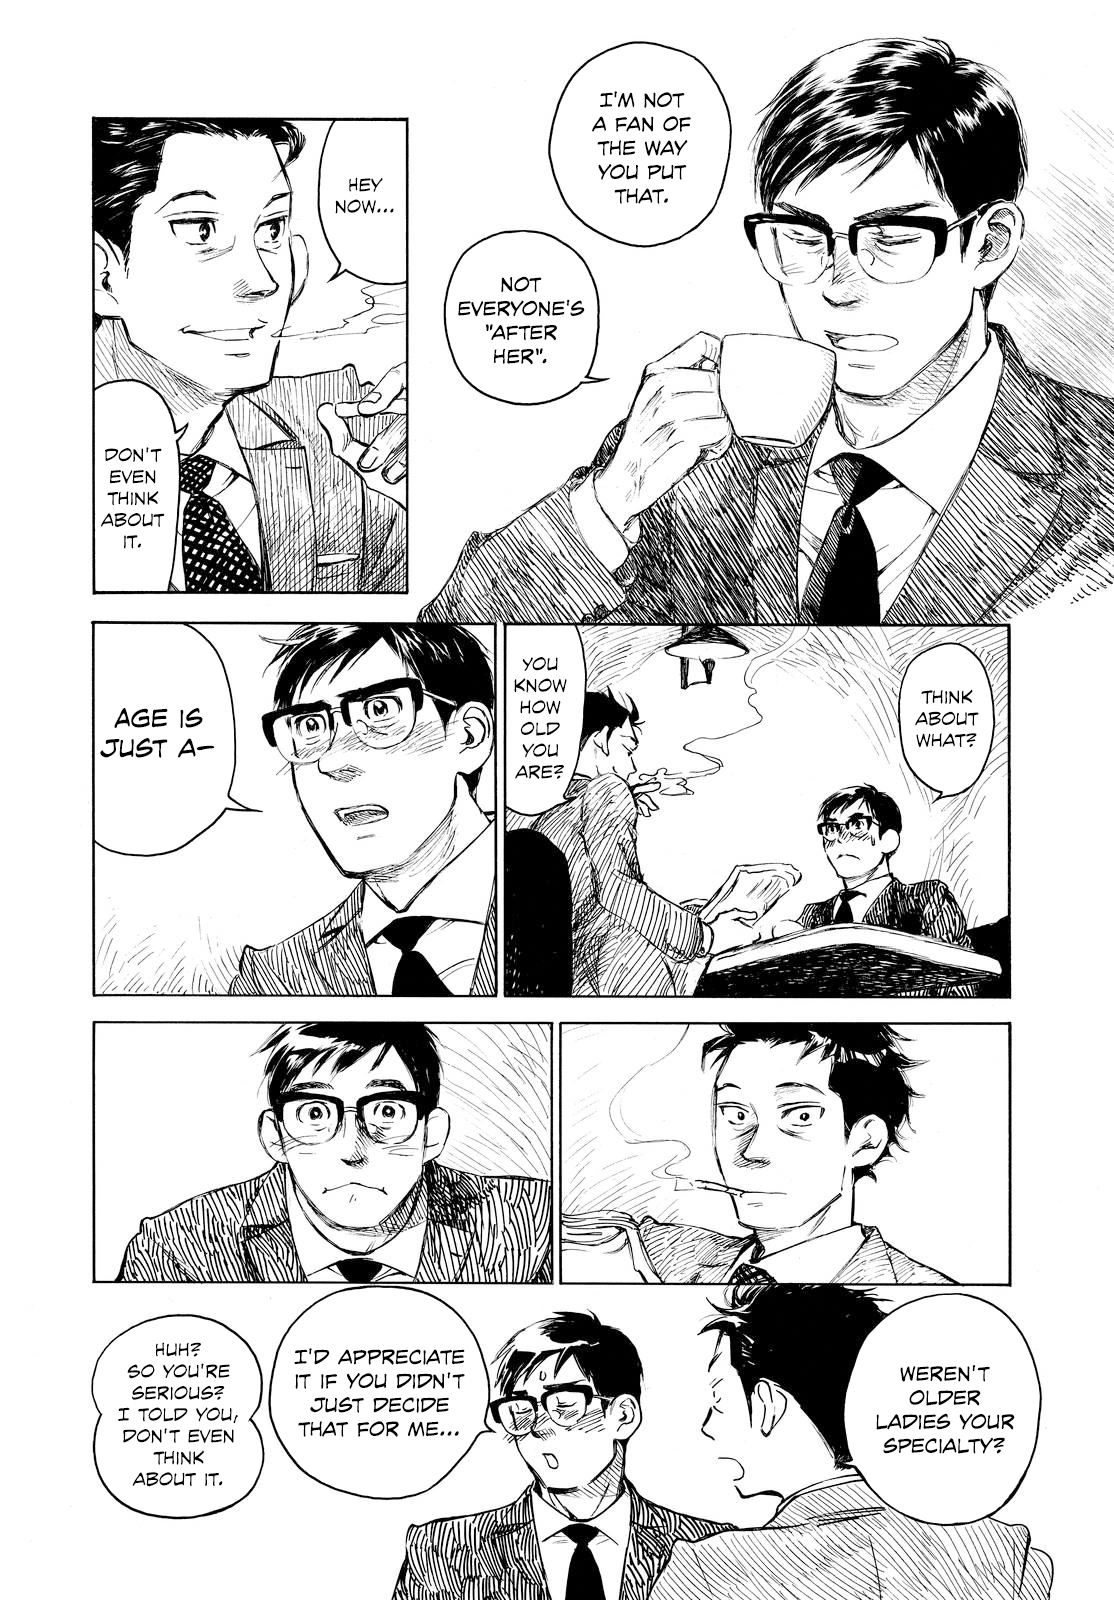 I'M NOT
A FAN OF
THE WAY
YOU PUT
THAT.
NOT
EVERYONE'S
"AFTER
HER".
HEY
NOW...
DON'T
EVEN
THINK
ABOUT
IT.
THINK
ABOUT
WHAT?
YOU
KNOW
HOW
OLD
YOU
ARE?
AGE IS
JUST A—
WEREN'T
OLDER
LADIES YOUR
SPECIALTY?
I'D APPRECIATE
IT IF YOU DIDN'T
JUST DECIDE
THAT FOR ME...
HUH?
SO YOU'RE
SERIOUS?
I TOLD YOU,
DON'T EVEN
THINK
ABOUT IT.